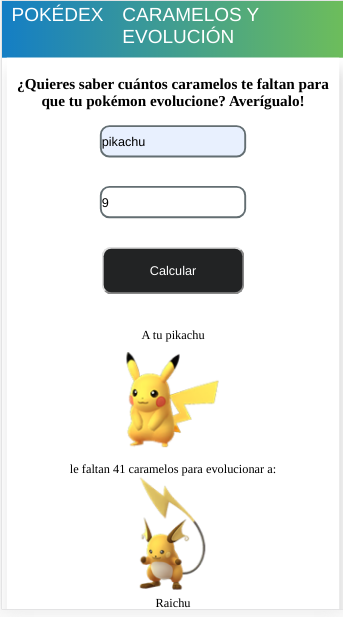 POKÉDEX CARAMELOS Y
EVOLUCIÓN
¿Quieres saber cuántos caramelos te faltan para
que tu pokémon evolucione? Averígualo!
pikachu
9
Calcular
A tu pikachu
le faltan 41 caramelos para evolucionar a:
Raichu